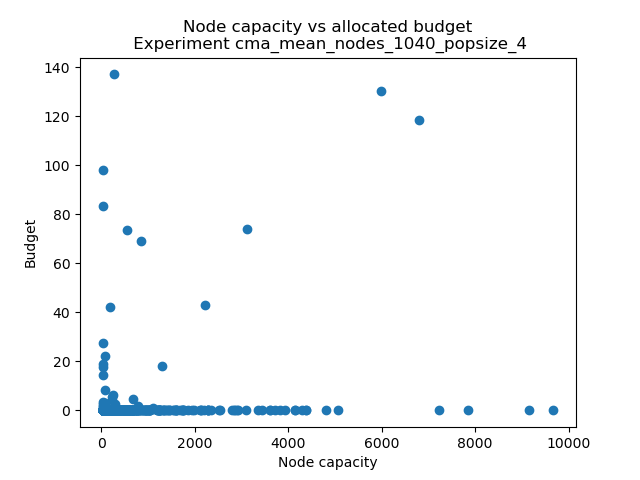 Node capacity vs allocated budget
Experiment cma_mean_nodes_1040_popsize_4
140
120
100
80
60
40
20
0
Budget
0 2000 4000 6000 8000 10000
Node capacity